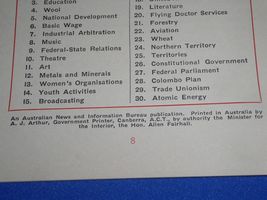 3. Education
4. Wool
5. National Development
6. Basic Wage
7. Industrial Arbitration
8. Music
9. Federal-State Relations
10. Theatre
11. Art
12. Metals and Minerals
13. Women's Organisations
14. Youth Activities
15. Broadcasting
19. Literature
20. Flying Doctor Services
21. Forestry
22. Aviation
23. Wheat
24. Northern Territory
25. Territories
26. Constitutional Government
27. Federal Parliament
28. Colombo Plan
29. Trade Unionism
30. Atomic Energy
An Australian News and Information Bureau publication. Printed in Australia by
A. J. Arthur, Government Printer, Canberra, A.C.T., by authority the Minister for
the Interior, the Hon. Allen Fairhall.
8